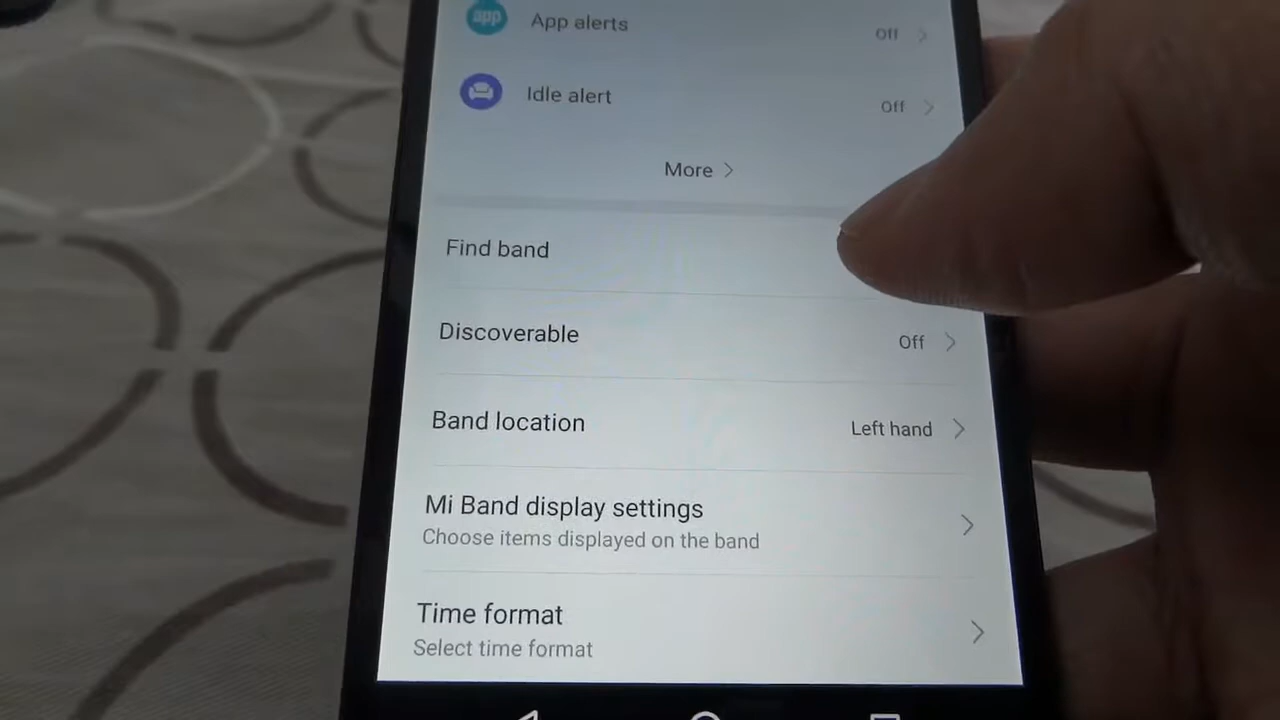 app
App alerts
Off
Idle alert
Off
More
Find band
Discoverable
Off
Band location
Left hand
Mi Band display settings
Choose items displayed on the band
Time format
Select time format